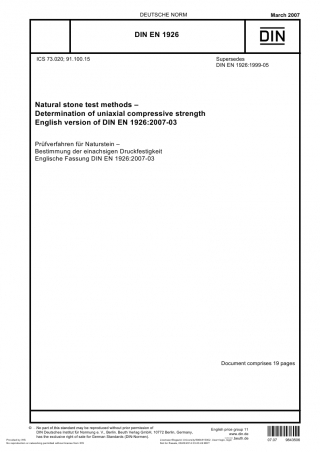 DEUTSCHE NORM
March 2007
DIN EN 1926
DIN
ICS 73.020; 91.100.15
Supersedes
DIN EN 1926:1999-05
Natural stone test methods –
Determination of uniaxial compressive strength
English version of DIN EN 1926:2007-03
Prüfverfahren für Naturstein –
Bestimmung der einachsigen Druckfestigkeit
Englische Fassung DIN EN 1926:2007-03
Document comprises 19 pages
© No part of this standard may be reproduced without prior permission of
DIN Deutsches Institut für Normung e. V., Berlin. Beuth Verlag GmbH, 10772 Berlin, Germany,
has the exclusive right of sale for German Standards (DIN-Normen).
English price group 11
www.din.de
beuth.de
07.07